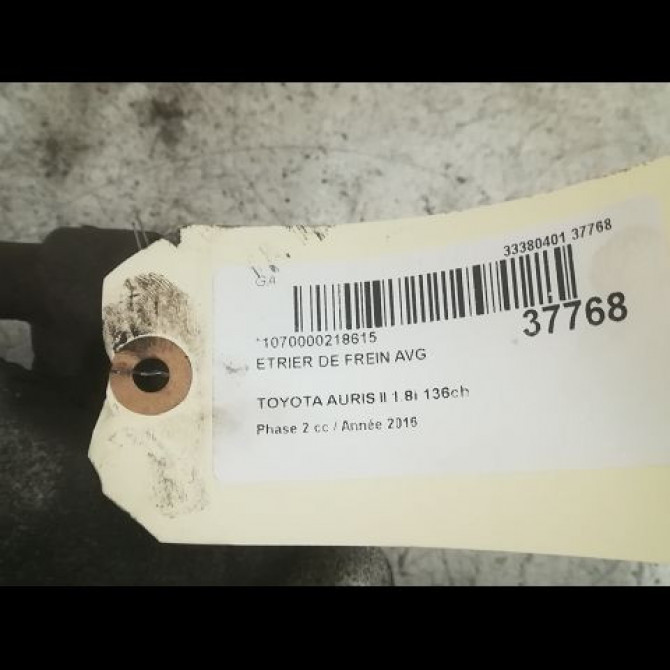 33380401 37768
GA
37768
*1070000218615
ETRIER DE FREIN AVG
TOYOTA AURIS II 1.8i 136ch
Phase 2 cc / Année 2016